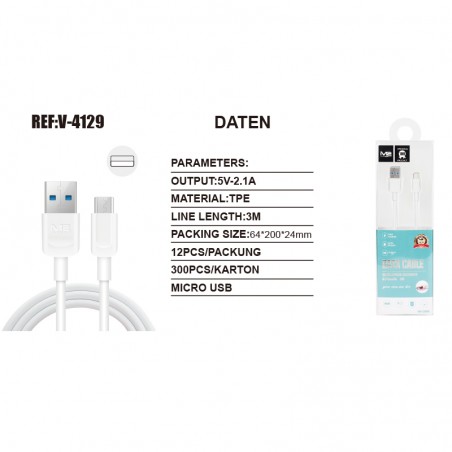 REF:V-4129
DATEN
PARAMETERS:
OUTPUT:5V-2.1A
MATERIAL:TPE
LINE LENGTH:3M
PACKING SIZE:64*200*24mm
12PCS/PACKUNG
300PCS/KARTON
MICRO USB